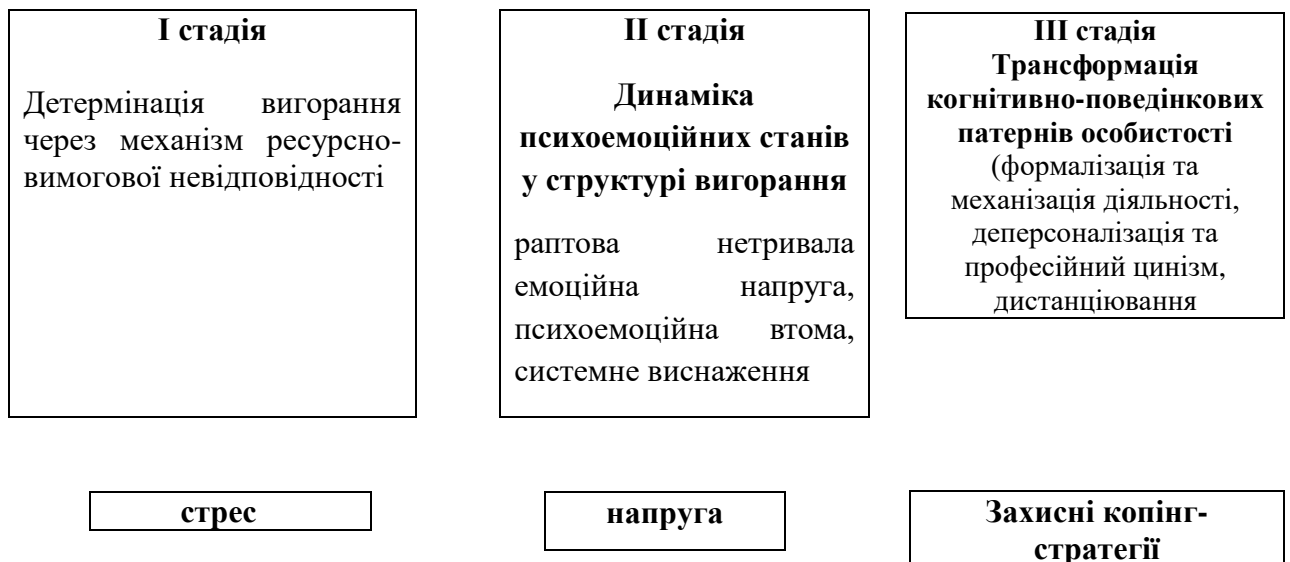 І стадія
Детермінація вигорання
через механізм ресурсно-
вимогової невідповідності
ІІ стадія
Динаміка
психоемоційних станів
у структурі вигорання
раптова нетривала
емоційна напруга,
психоемоційна втома,
системне виснаження
ІІІ стадія
Трансформація
когнітивно-поведінкових
патернів особистості
(формалізація та
механізація діяльності,
деперсоналізація та
професійний цинізм,
дистанціювання
стрес
напруга
Захисні копінг-
стратегії